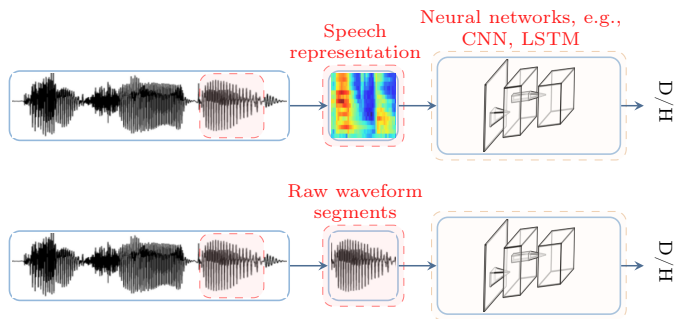 Speech
representation
Neural networks, e.g.,
CNN, LSTM
D/H
Raw waveform
segments
D/H